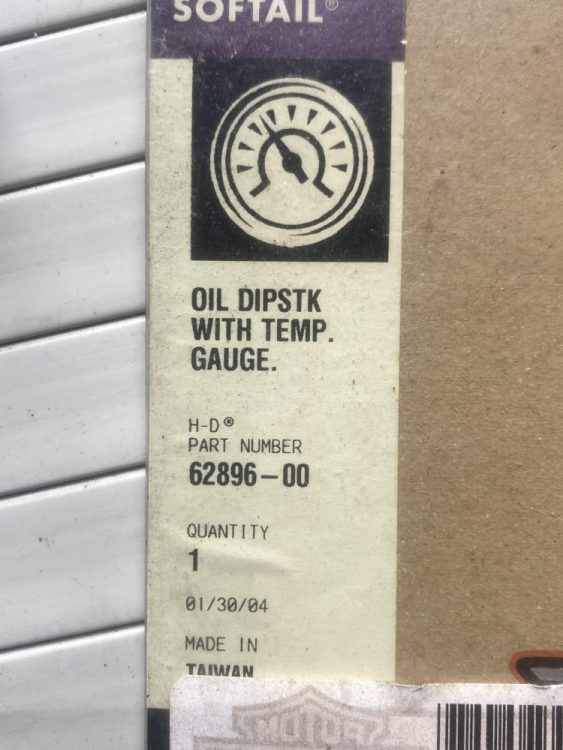 SOFTAIL®
OIL DIPSTK
WITH TEMP.
GAUGE.
H-D®
PART NUMBER
62896-00
QUANTITY
1
01/30/04
MADE IN
TAIWAN